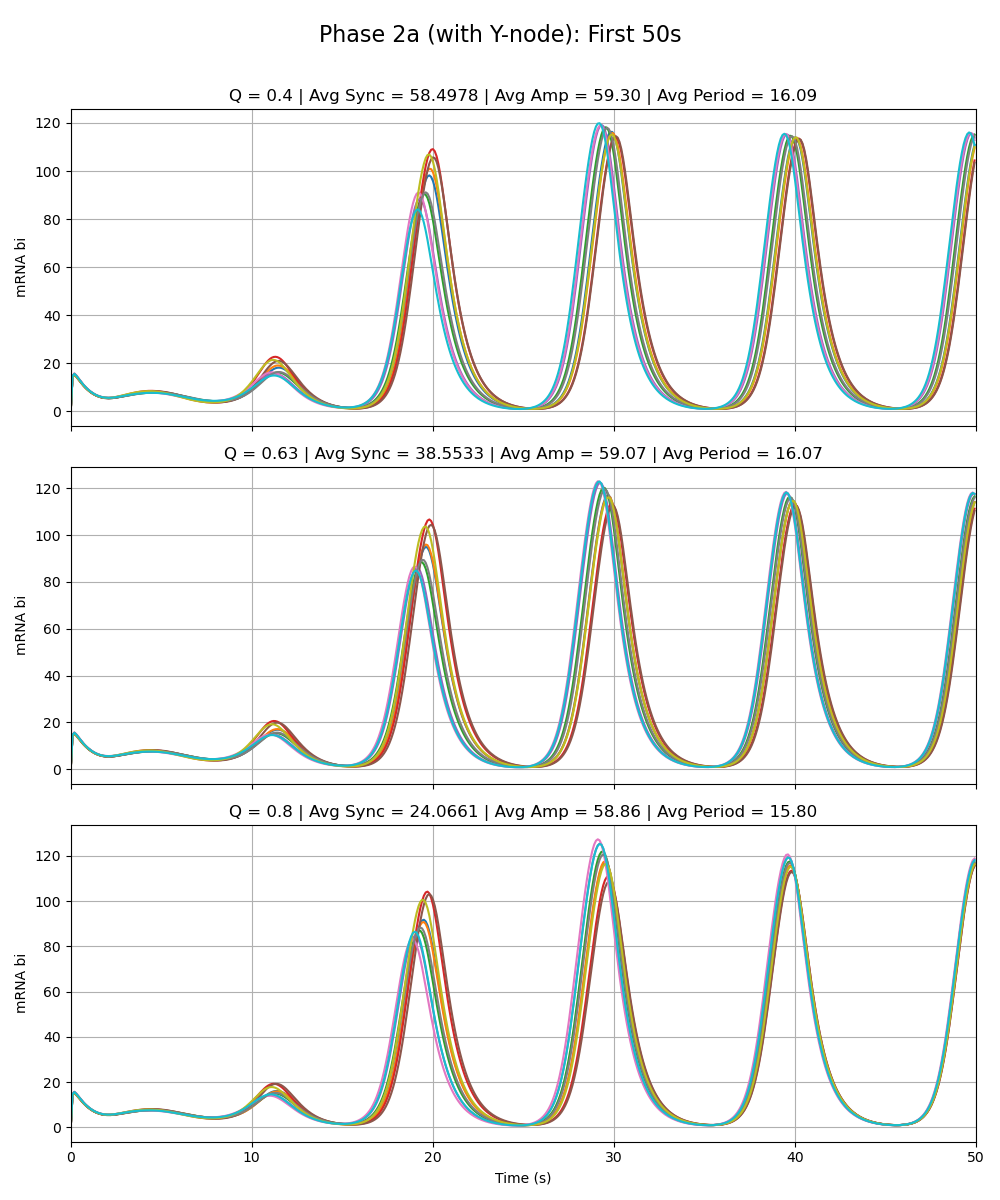 Phase 2a (with Y-node): First 50s
Q = 0.4 | Avg Sync = 58.4978 | Avg Amp = 59.30 | Avg Period = 16.09
120
100
80
60
40
20
0
mRNA bi
Q = 0.63 | Avg Sync = 38.5533 | Avg Amp = 59.07 | Avg Period = 16.07
120
100
80
60
40
20
0
mRNA bi
Q = 0.8 | Avg Sync = 24.0661 | Avg Amp = 58.86 | Avg Period = 15.80
120
100
80
60
40
20
0
mRNA bi
0 10 20 30 40 50
Time (s)